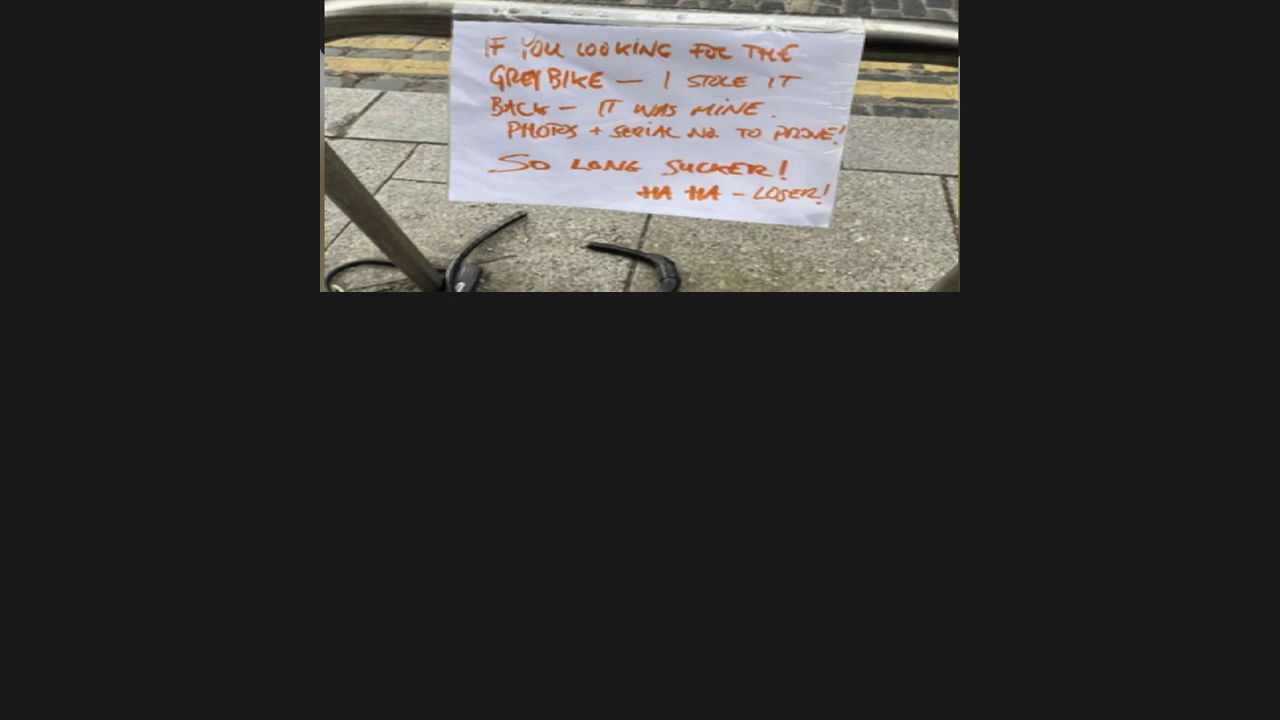 IF YOU LOOKING FOR THE
GREY BIKE — I STOLE IT
BACK – IT WAS MINE.
PHOTOS + SERIAL NO. TO PROVE!
SO LONG SUCKER!
HA HA – LOSER!